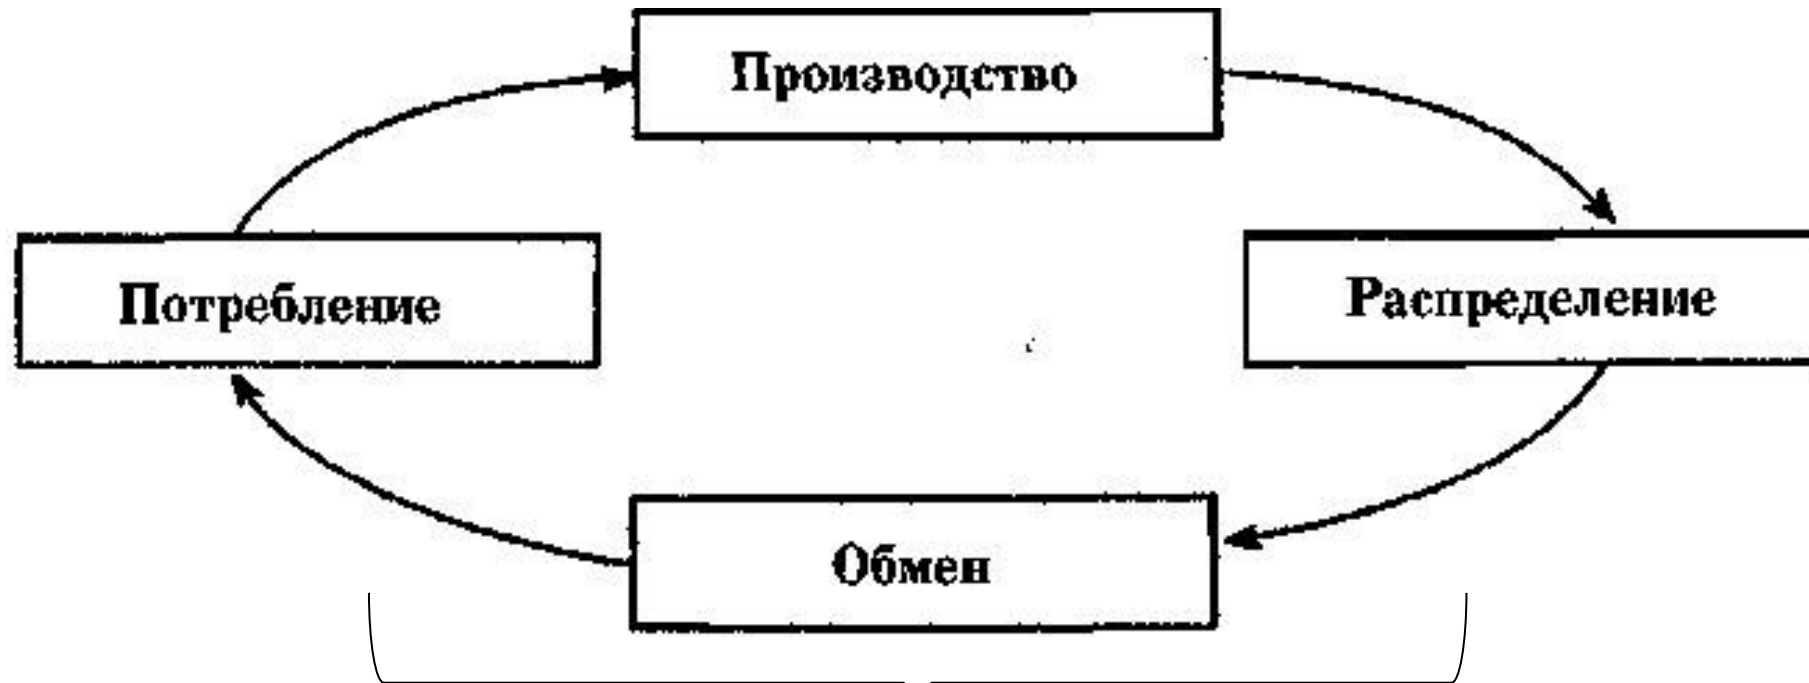 Производство
Потребление
Распределение
Обмен